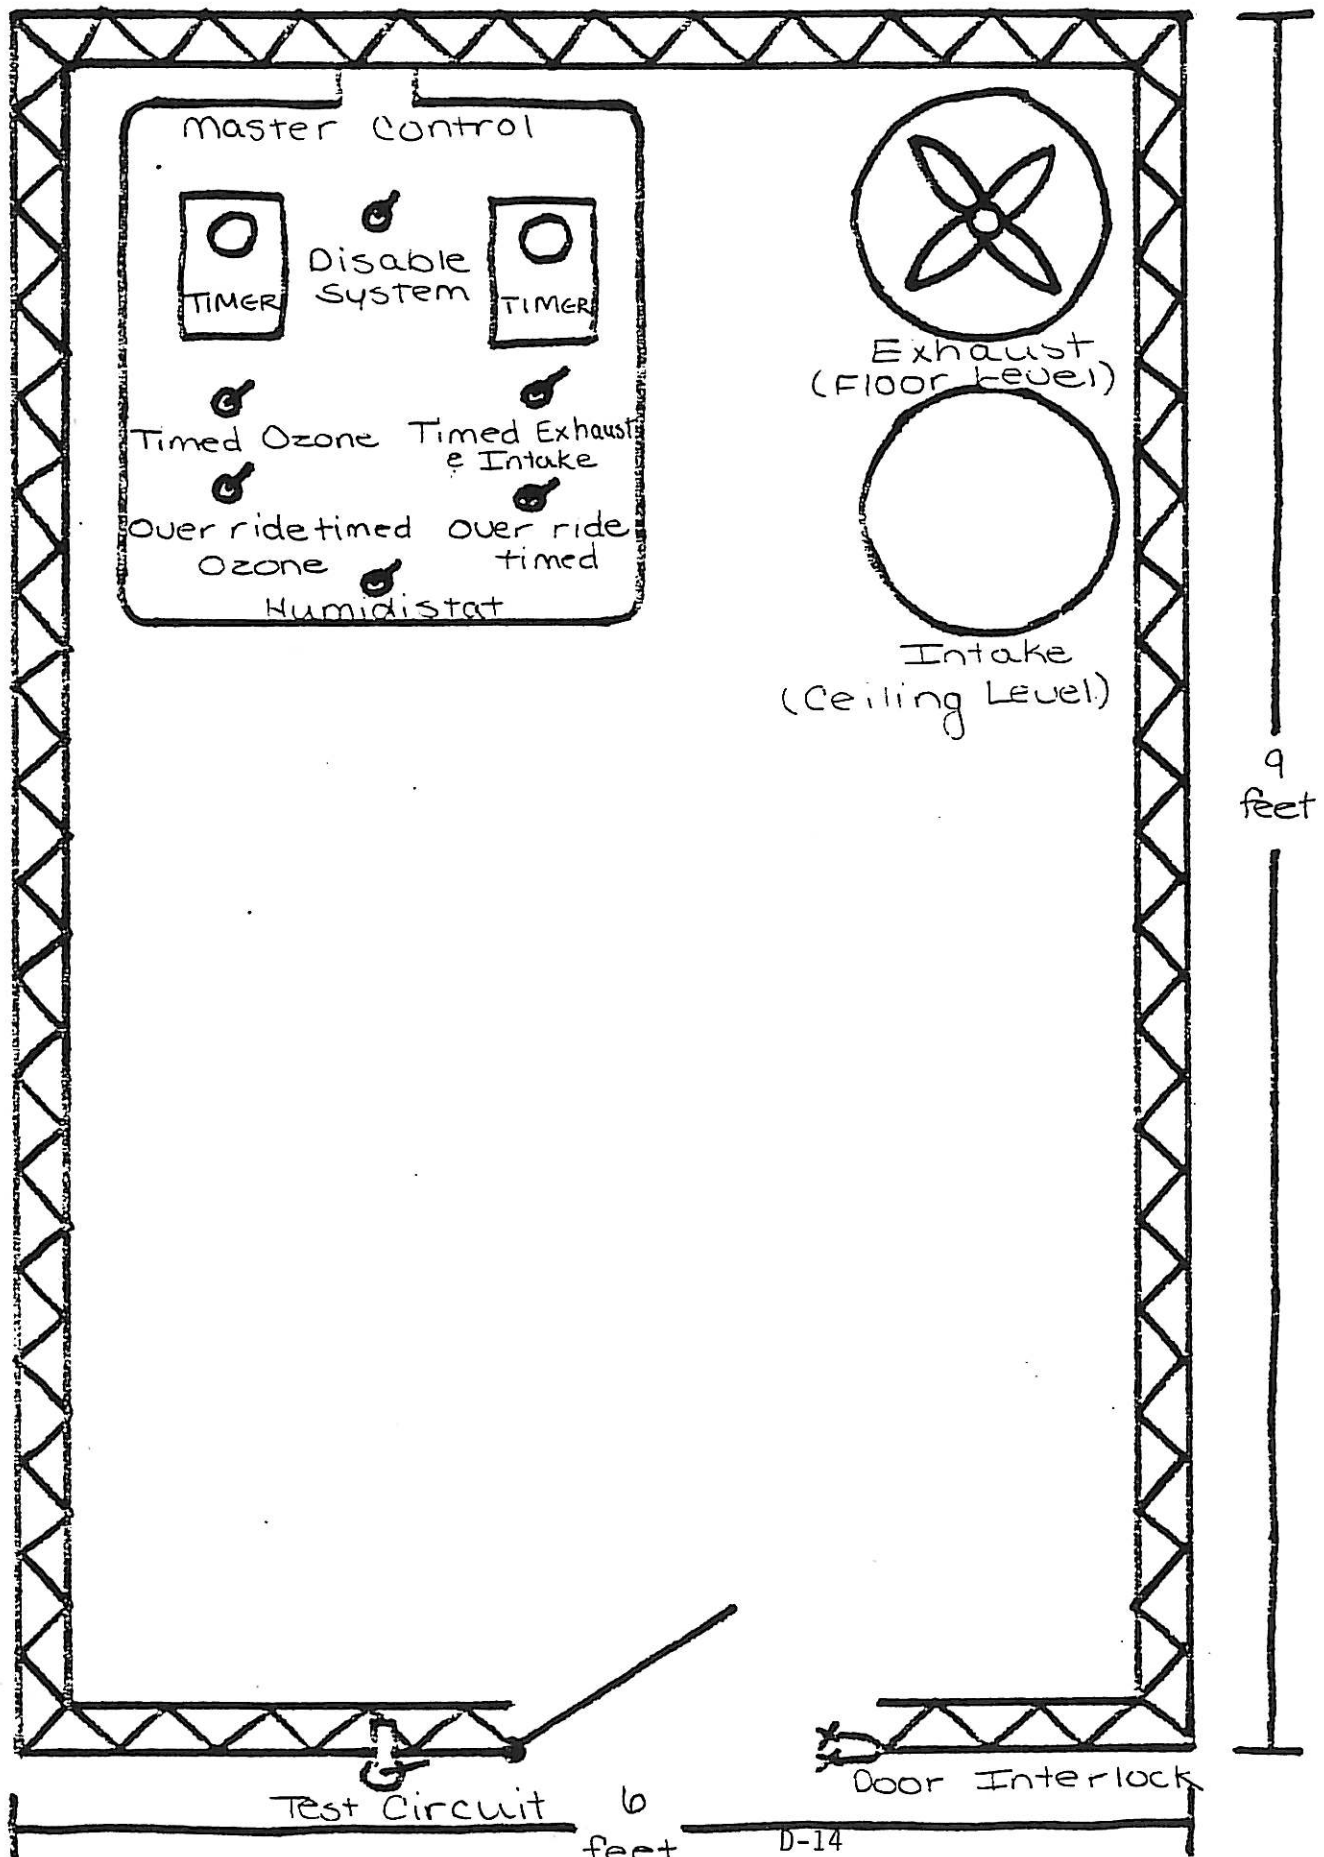 Master Control
TIMER
Disable
System
TIMER
Timed Ozone
Timed Exhaust
& Intake
Over ride timed
Ozone
Over ride
timed
Humidistat
Exhaust
(Floor Level)
Intake
(Ceiling Level)
9
feet
Door Interlock
Test Circuit
6
feet
D-14